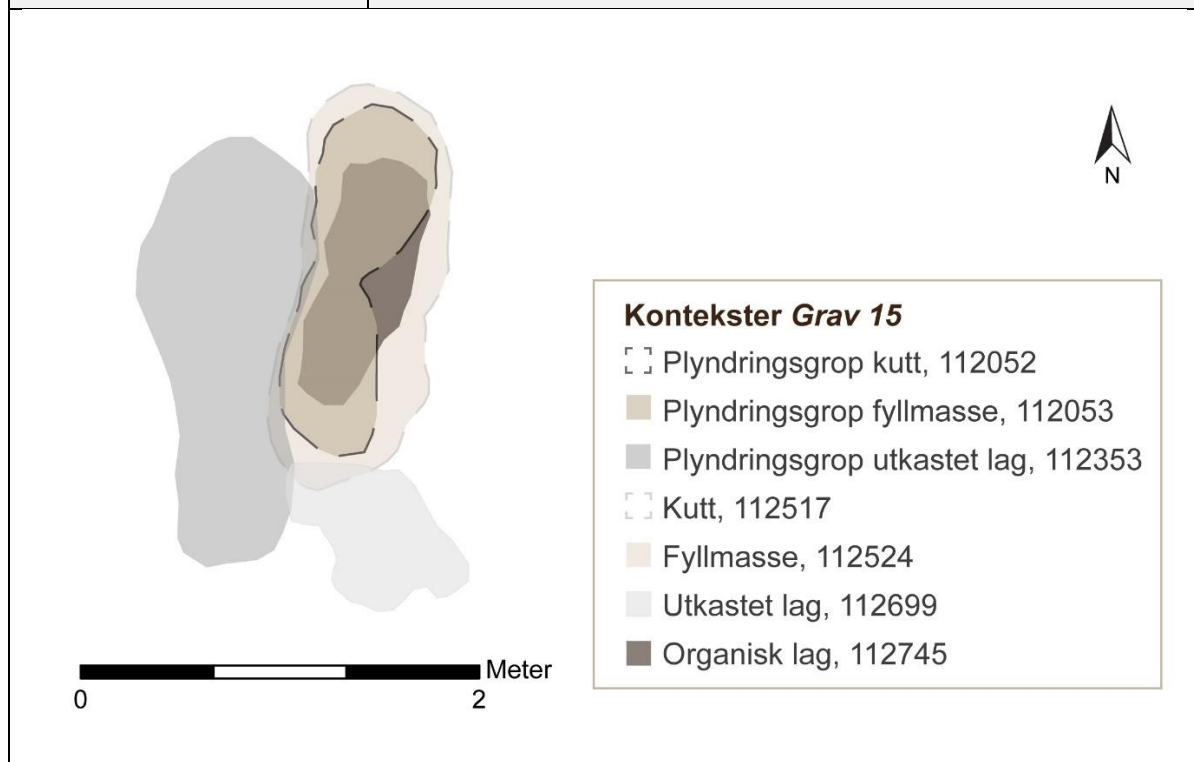 N
Kontekster Grav 15
Plyndringsgrop kutt, 112052
Plyndringsgrop fyllmasse, 112053
Plyndringsgrop utkastet lag, 112353
Kutt, 112517
Fyllmasse, 112524
Utkastet lag, 112699
Organisk lag, 112745
Meter
0
2